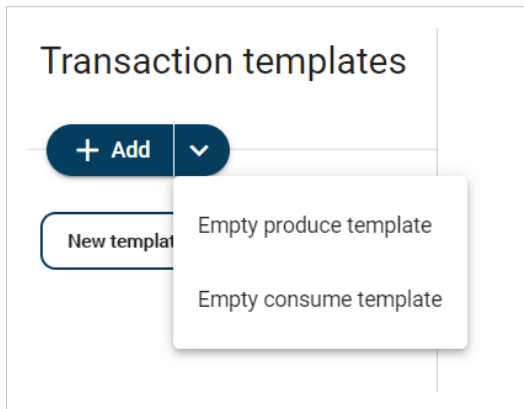 Transaction templates
+ Add
Empty produce template
New templat
Empty consume template